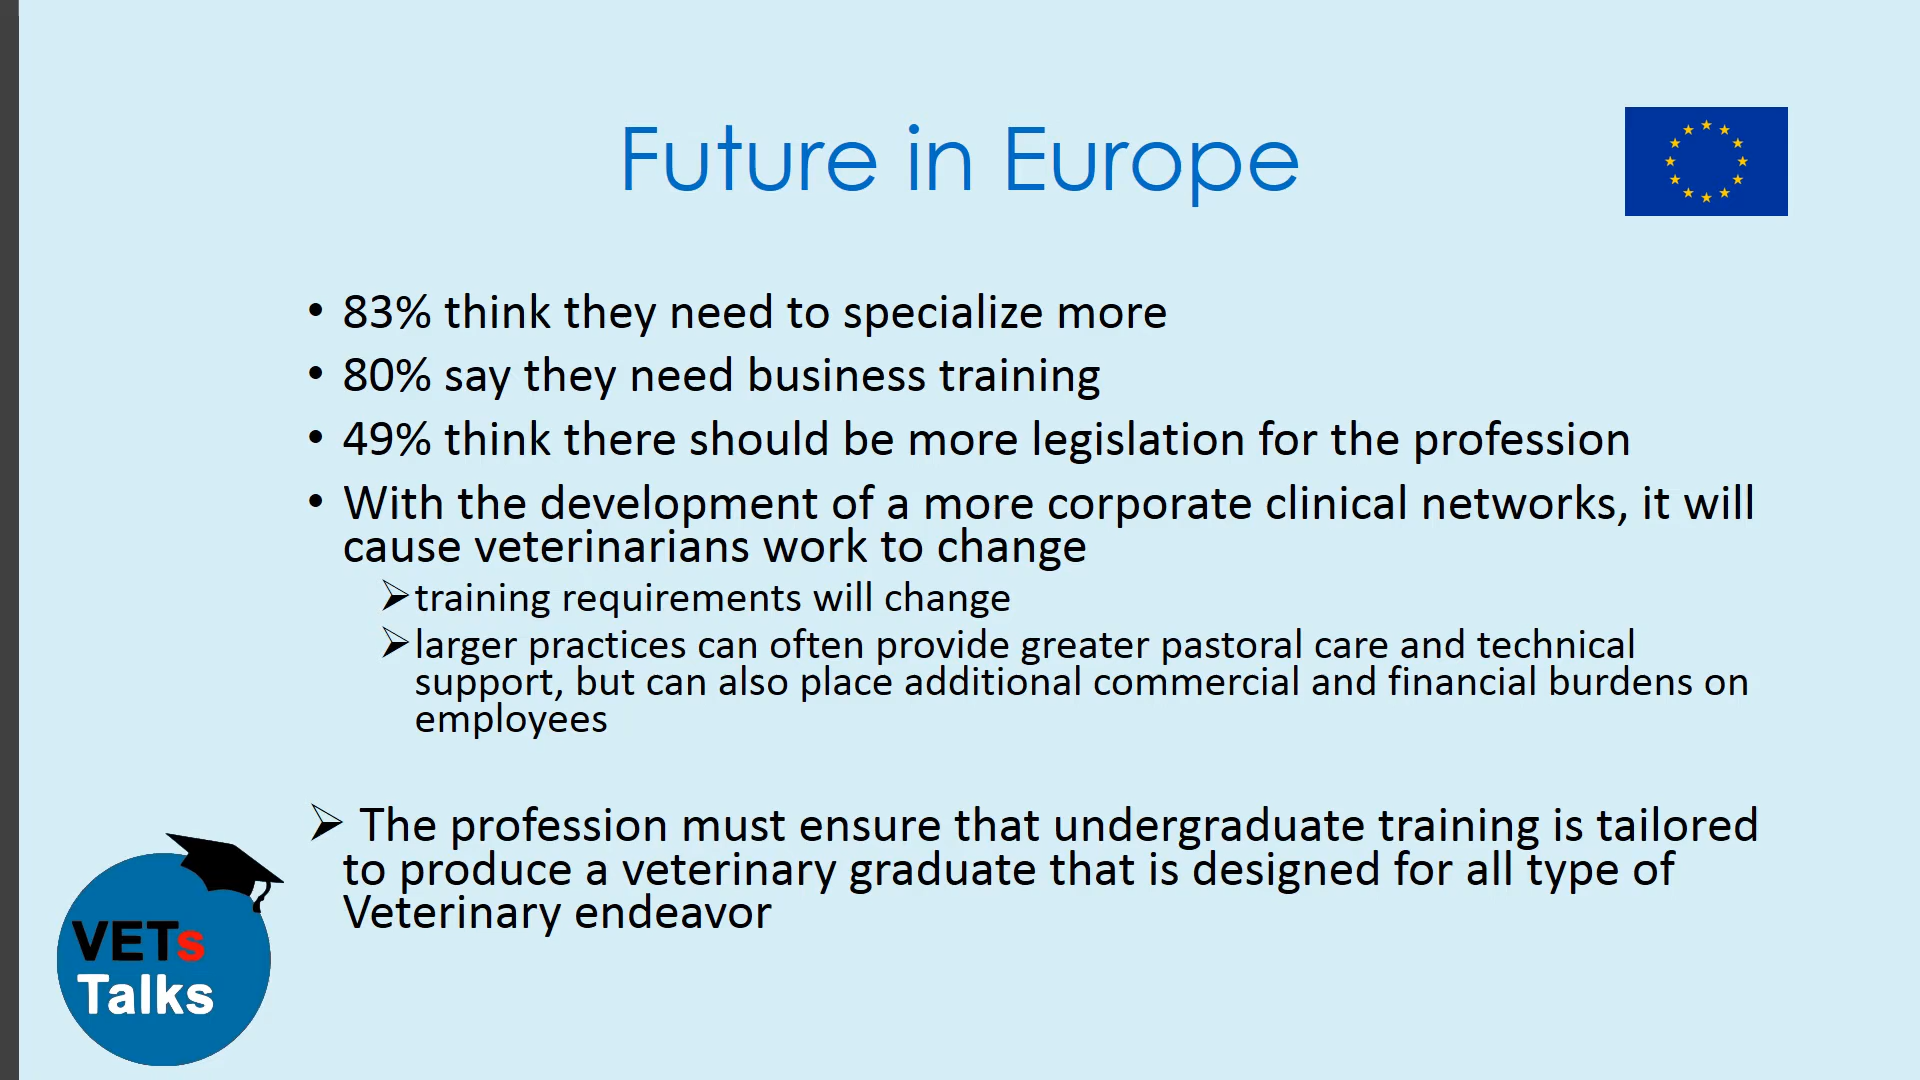 Future in Europe
• 83% think they need to specialize more
• 80% say they need business training
• 49% think there should be more legislation for the profession
• With the development of a more corporate clinical networks, it will
cause veterinarians work to change
➢training requirements will change
➢larger practices can often provide greater pastoral care and technical
support, but can also place additional commercial and financial burdens on
employees
➢ The profession must ensure that undergraduate training is tailored
to produce a veterinary graduate that is designed for all type of
Veterinary endeavor
VETs
Talks